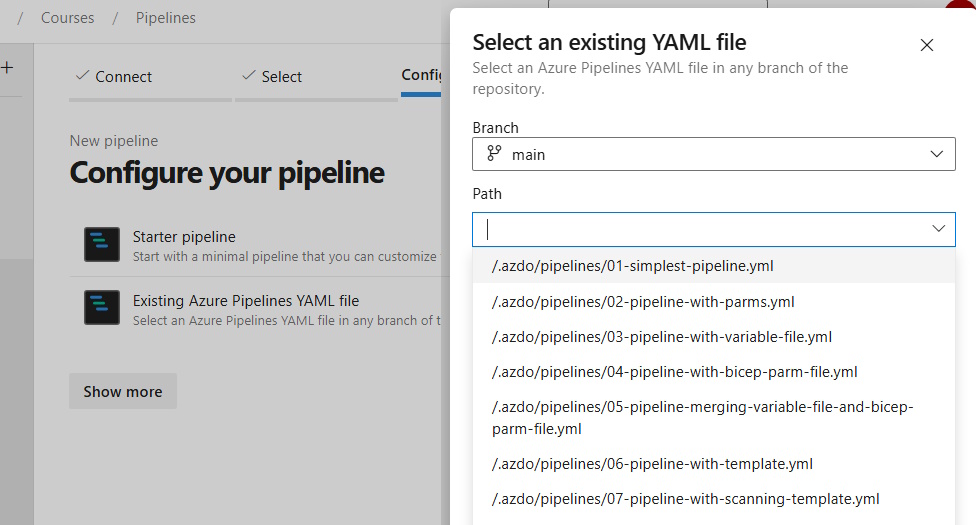 / Courses / Pipelines
+
Connect
Select
Config
New pipeline
Configure your pipeline
Starter pipeline
Start with a minimal pipeline that you can customize
Existing Azure Pipelines YAML file
Select an Azure Pipelines YAML file in any branch of t
Show more
Select an existing YAML file
Select an Azure Pipelines YAML file in any branch of the
repository.
Branch
main
Path
/.azdo/pipelines/01-simplest-pipeline.yml
/.azdo/pipelines/02-pipeline-with-parms.yml
/.azdo/pipelines/03-pipeline-with-variable-file.yml
/.azdo/pipelines/04-pipeline-with-bicep-parm-file.yml
/.azdo/pipelines/05-pipeline-merging-variable-file-and-bicep-
parm-file.yml
/.azdo/pipelines/06-pipeline-with-template.yml
/.azdo/pipelines/07-pipeline-with-scanning-template.yml